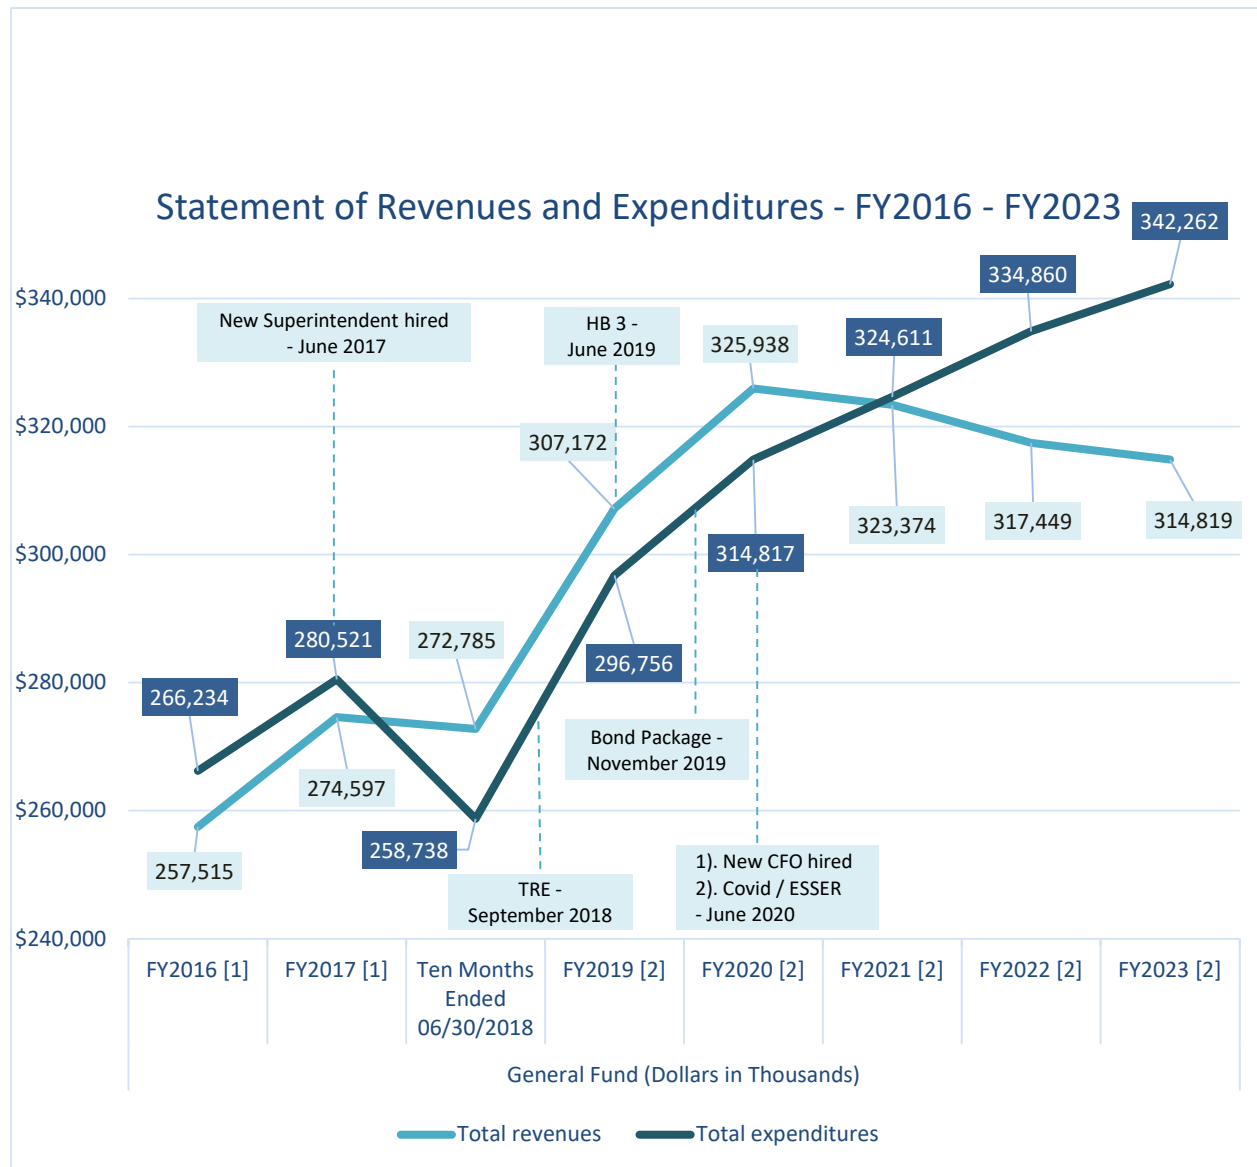 Statement of Revenues and Expenditures - FY2016 - FY2023
342,262
334,860
$340,000
New Superintendent hired
- June 2017
HB 3 -
June 2019
325,938
324,611
$320,000
307,172
323,374
317,449
314,819
$300,000
314,817
280,521
272,785
296,756
$280,000
266,234
Bond Package -
November 2019
274,597
$260,000
258,738
257,515
TRE -
September 2018
1). New CFO hired
2). Covid / ESSER
- June 2020
$240,000
FY2016 [1]
FY2017 [1]
Ten Months
Ended
06/30/2018
FY2019 [2]
FY2020 [2]
FY2021 [2]
FY2022 [2]
FY2023 [2]
General Fund (Dollars in Thousands)
Total revenues
Total expenditures